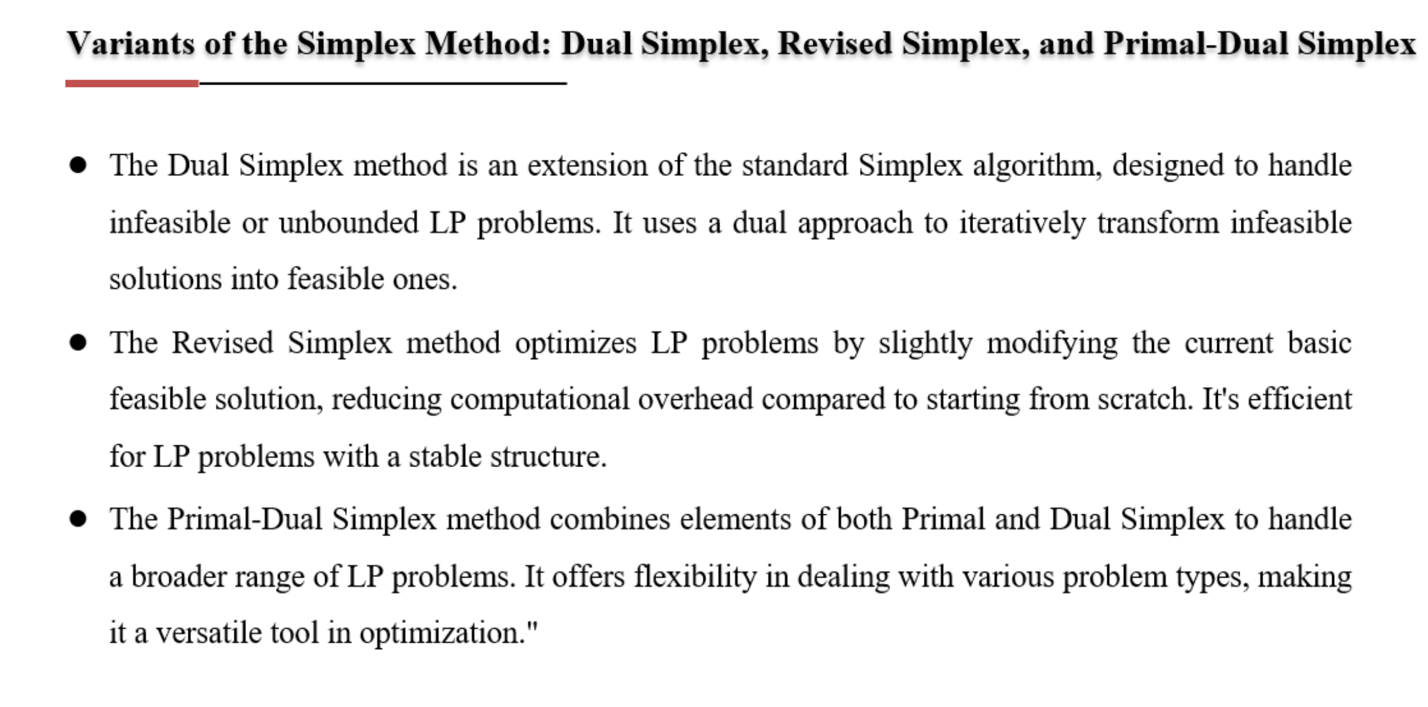 Variants of the Simplex Method: Dual Simplex, Revised Simplex, and Primal-Dual Simplex
● The Dual Simplex method is an extension of the standard Simplex algorithm, designed to handle
infeasible or unbounded LP problems. It uses a dual approach to iteratively transform infeasible
solutions into feasible ones.
● The Revised Simplex method optimizes LP problems by slightly modifying the current basic
feasible solution, reducing computational overhead compared to starting from scratch. It's efficient
for LP problems with a stable structure.
● The Primal-Dual Simplex method combines elements of both Primal and Dual Simplex to handle
a broader range of LP problems. It offers flexibility in dealing with various problem types, making
it a versatile tool in optimization."